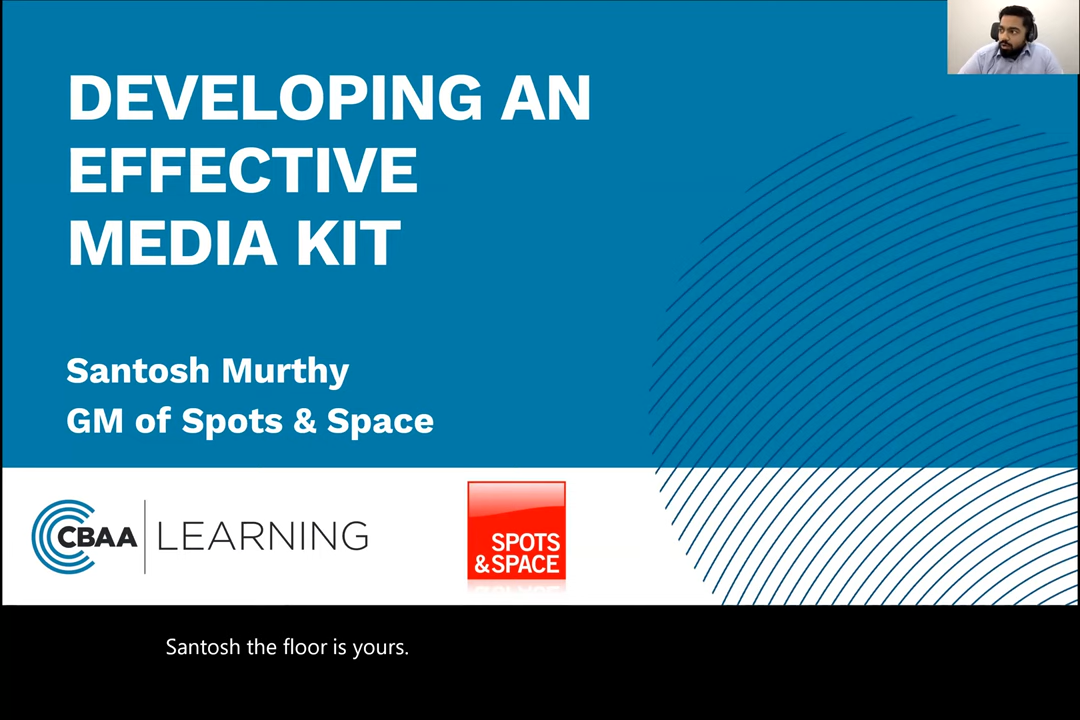 DEVELOPING AN
EFFECTIVE
MEDIA KIT
Santosh Murthy
GM of Spots & Space
CBAA LEARNING
SPOTS
& SPACE
Santosh the floor is yours.